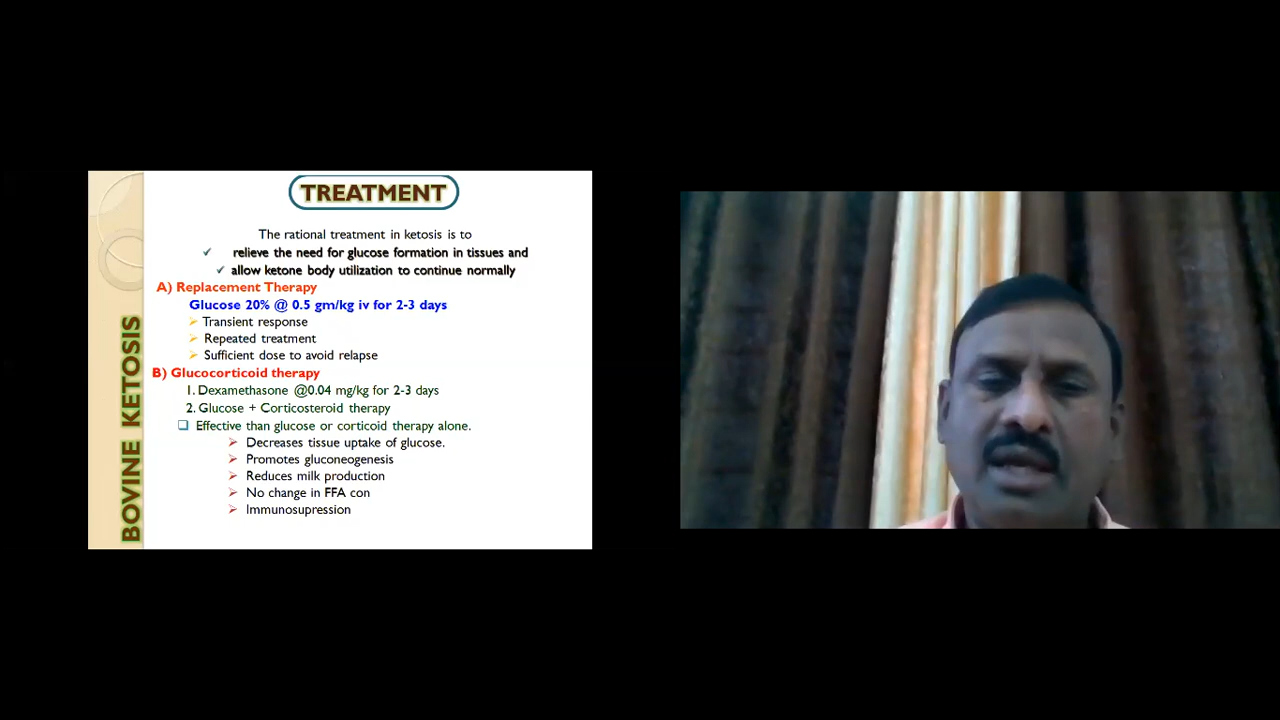 TREATMENT
The rational treatment in ketosis is to
✓ relieve the need for glucose formation in tissues and
✓ allow ketone body utilization to continue normally
A) Replacement Therapy
Glucose 20% @ 0.5 gm/kg iv for 2-3 days
➢ Transient response
➢ Repeated treatment
➢ Sufficient dose to avoid relapse
B) Glucocorticoid therapy
1. Dexamethasone @0.04 mg/kg for 2-3 days
2. Glucose + Corticosteroid therapy
❑ Effective than glucose or corticoid therapy alone.
➢ Decreases tissue uptake of glucose.
➢ Promotes gluconeogenesis
➢ Reduces milk production
➢ No change in FFA con
➢ Immunosupression
BOVINE KETOSIS